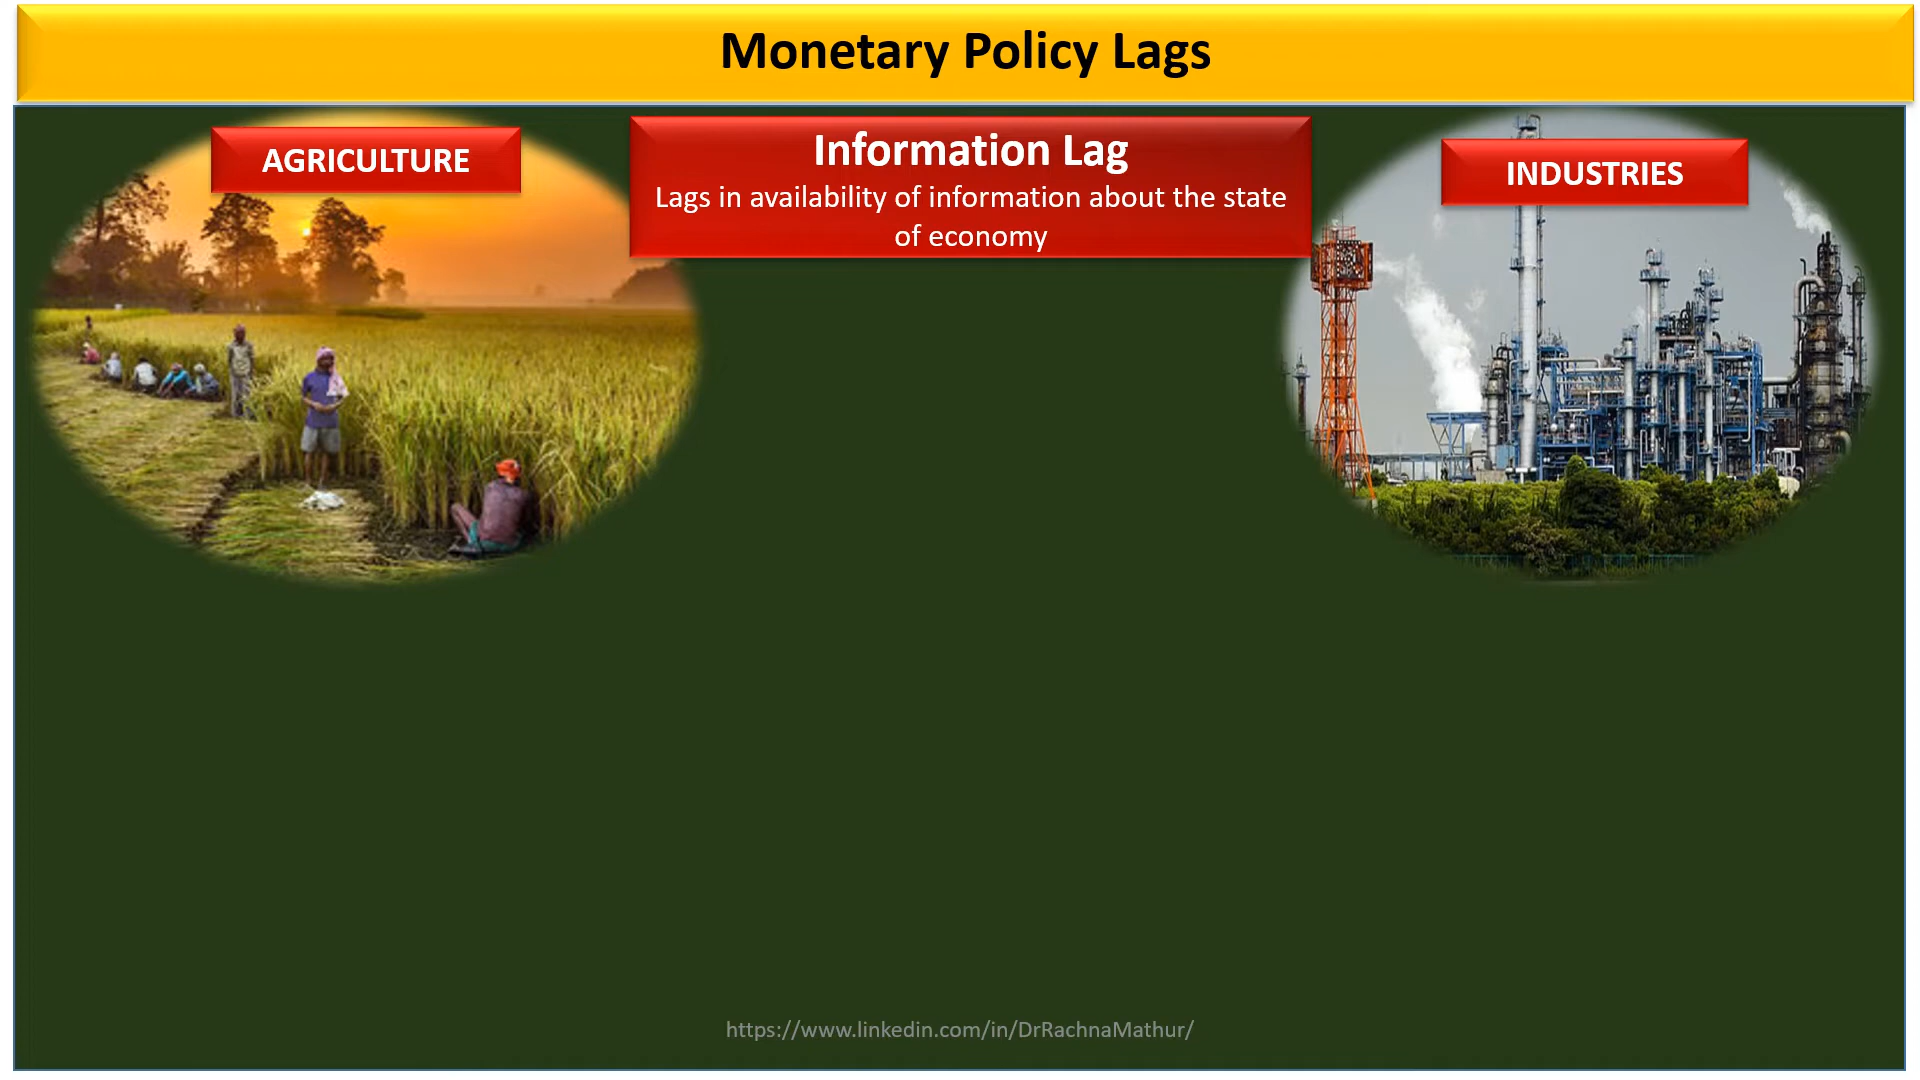 Monetary Policy Lags
AGRICULTURE
Information Lag
Lags in availability of information about the state
of economy
INDUSTRIES
https://www.linkedin.com/in/DrRachnaMathur/